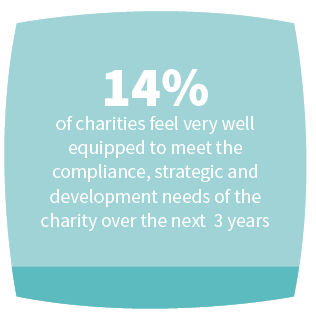 14%
of charities feel very well
equipped to meet the
compliance, strategic and
development needs of the
charity over the next  3 years